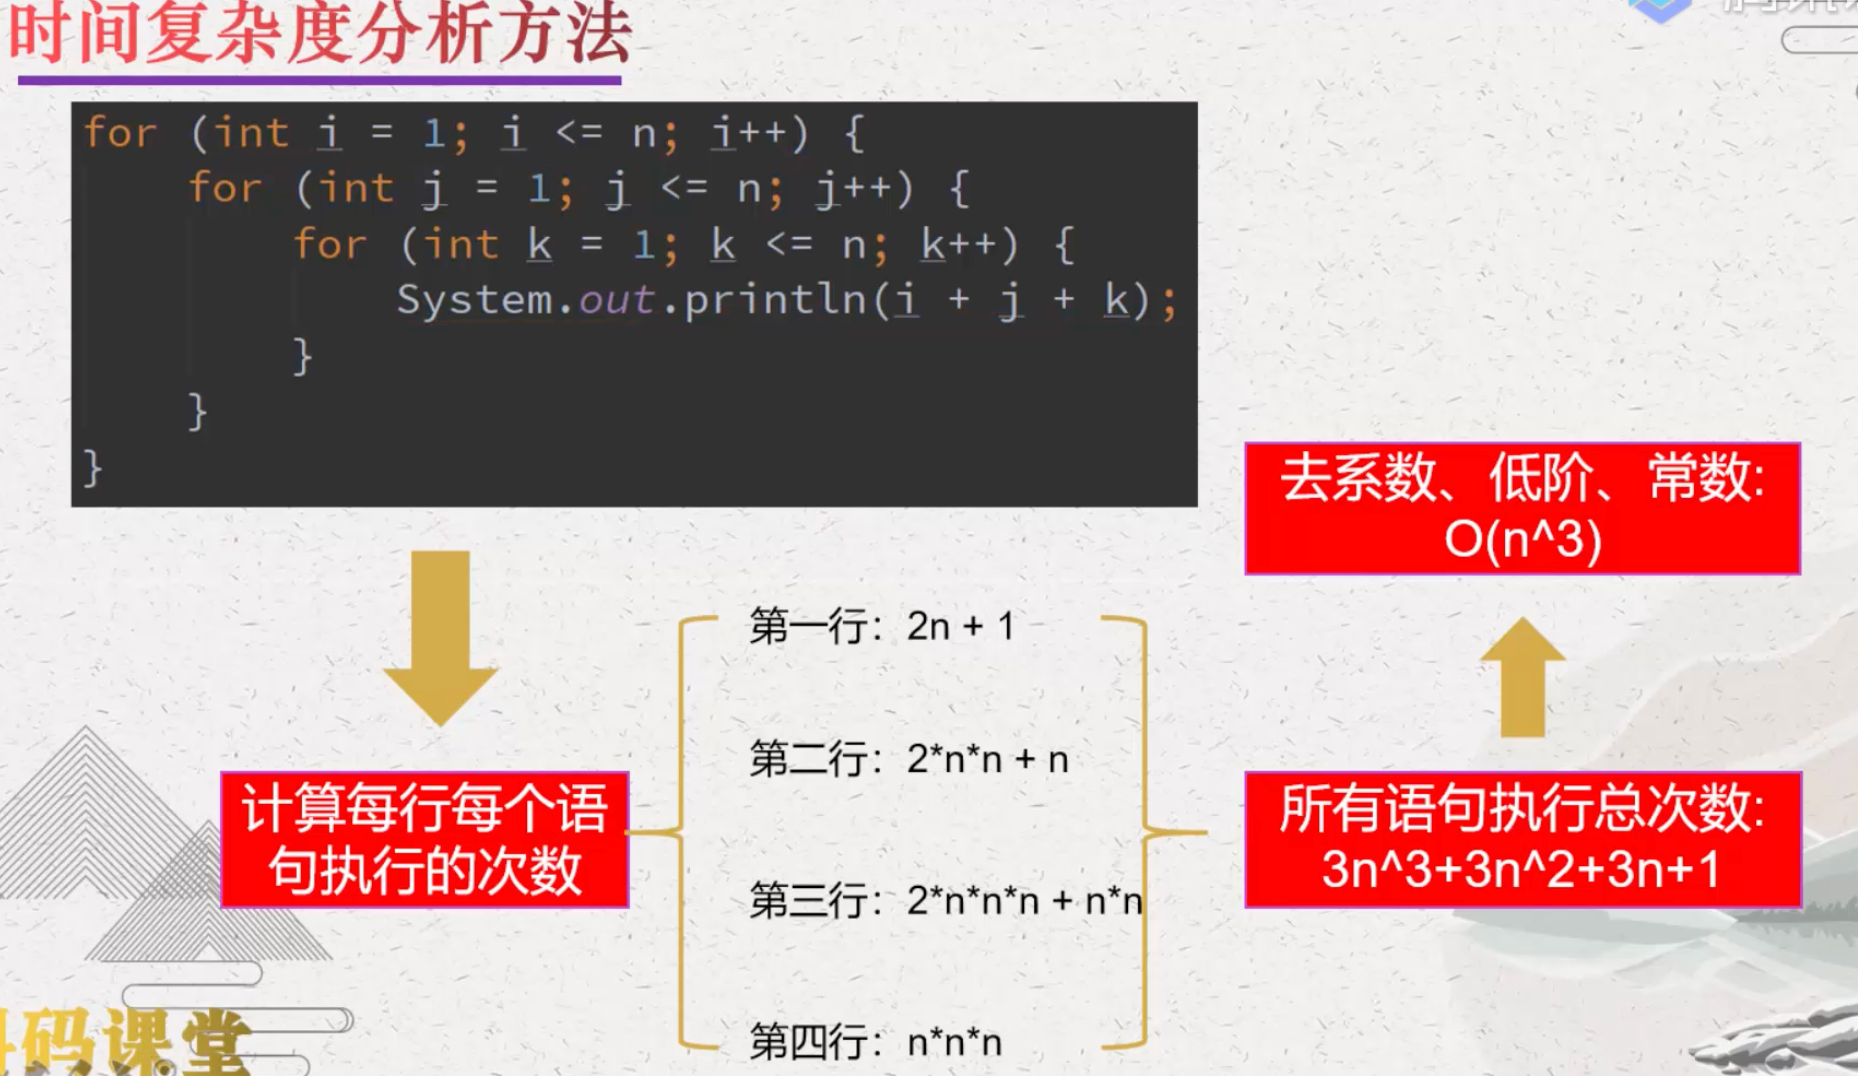 时间复杂度分析方法
for (int i = 1; i <= n; i++) {
for (int j = 1; j <= n; j++) {
for (int k = 1; k <= n; k++) {
System.out.println(i + j + k);
}
}
}
去系数、低阶、常数:
O(n^3)
第一行：2n + 1
第二行：2*n*n + n
计算每行每个语
句执行的次数
所有语句执行总次数:
3n^3+3n^2+3n+1
第三行：2*n*n*n + n*n
第四行：n*n*n
码课堂